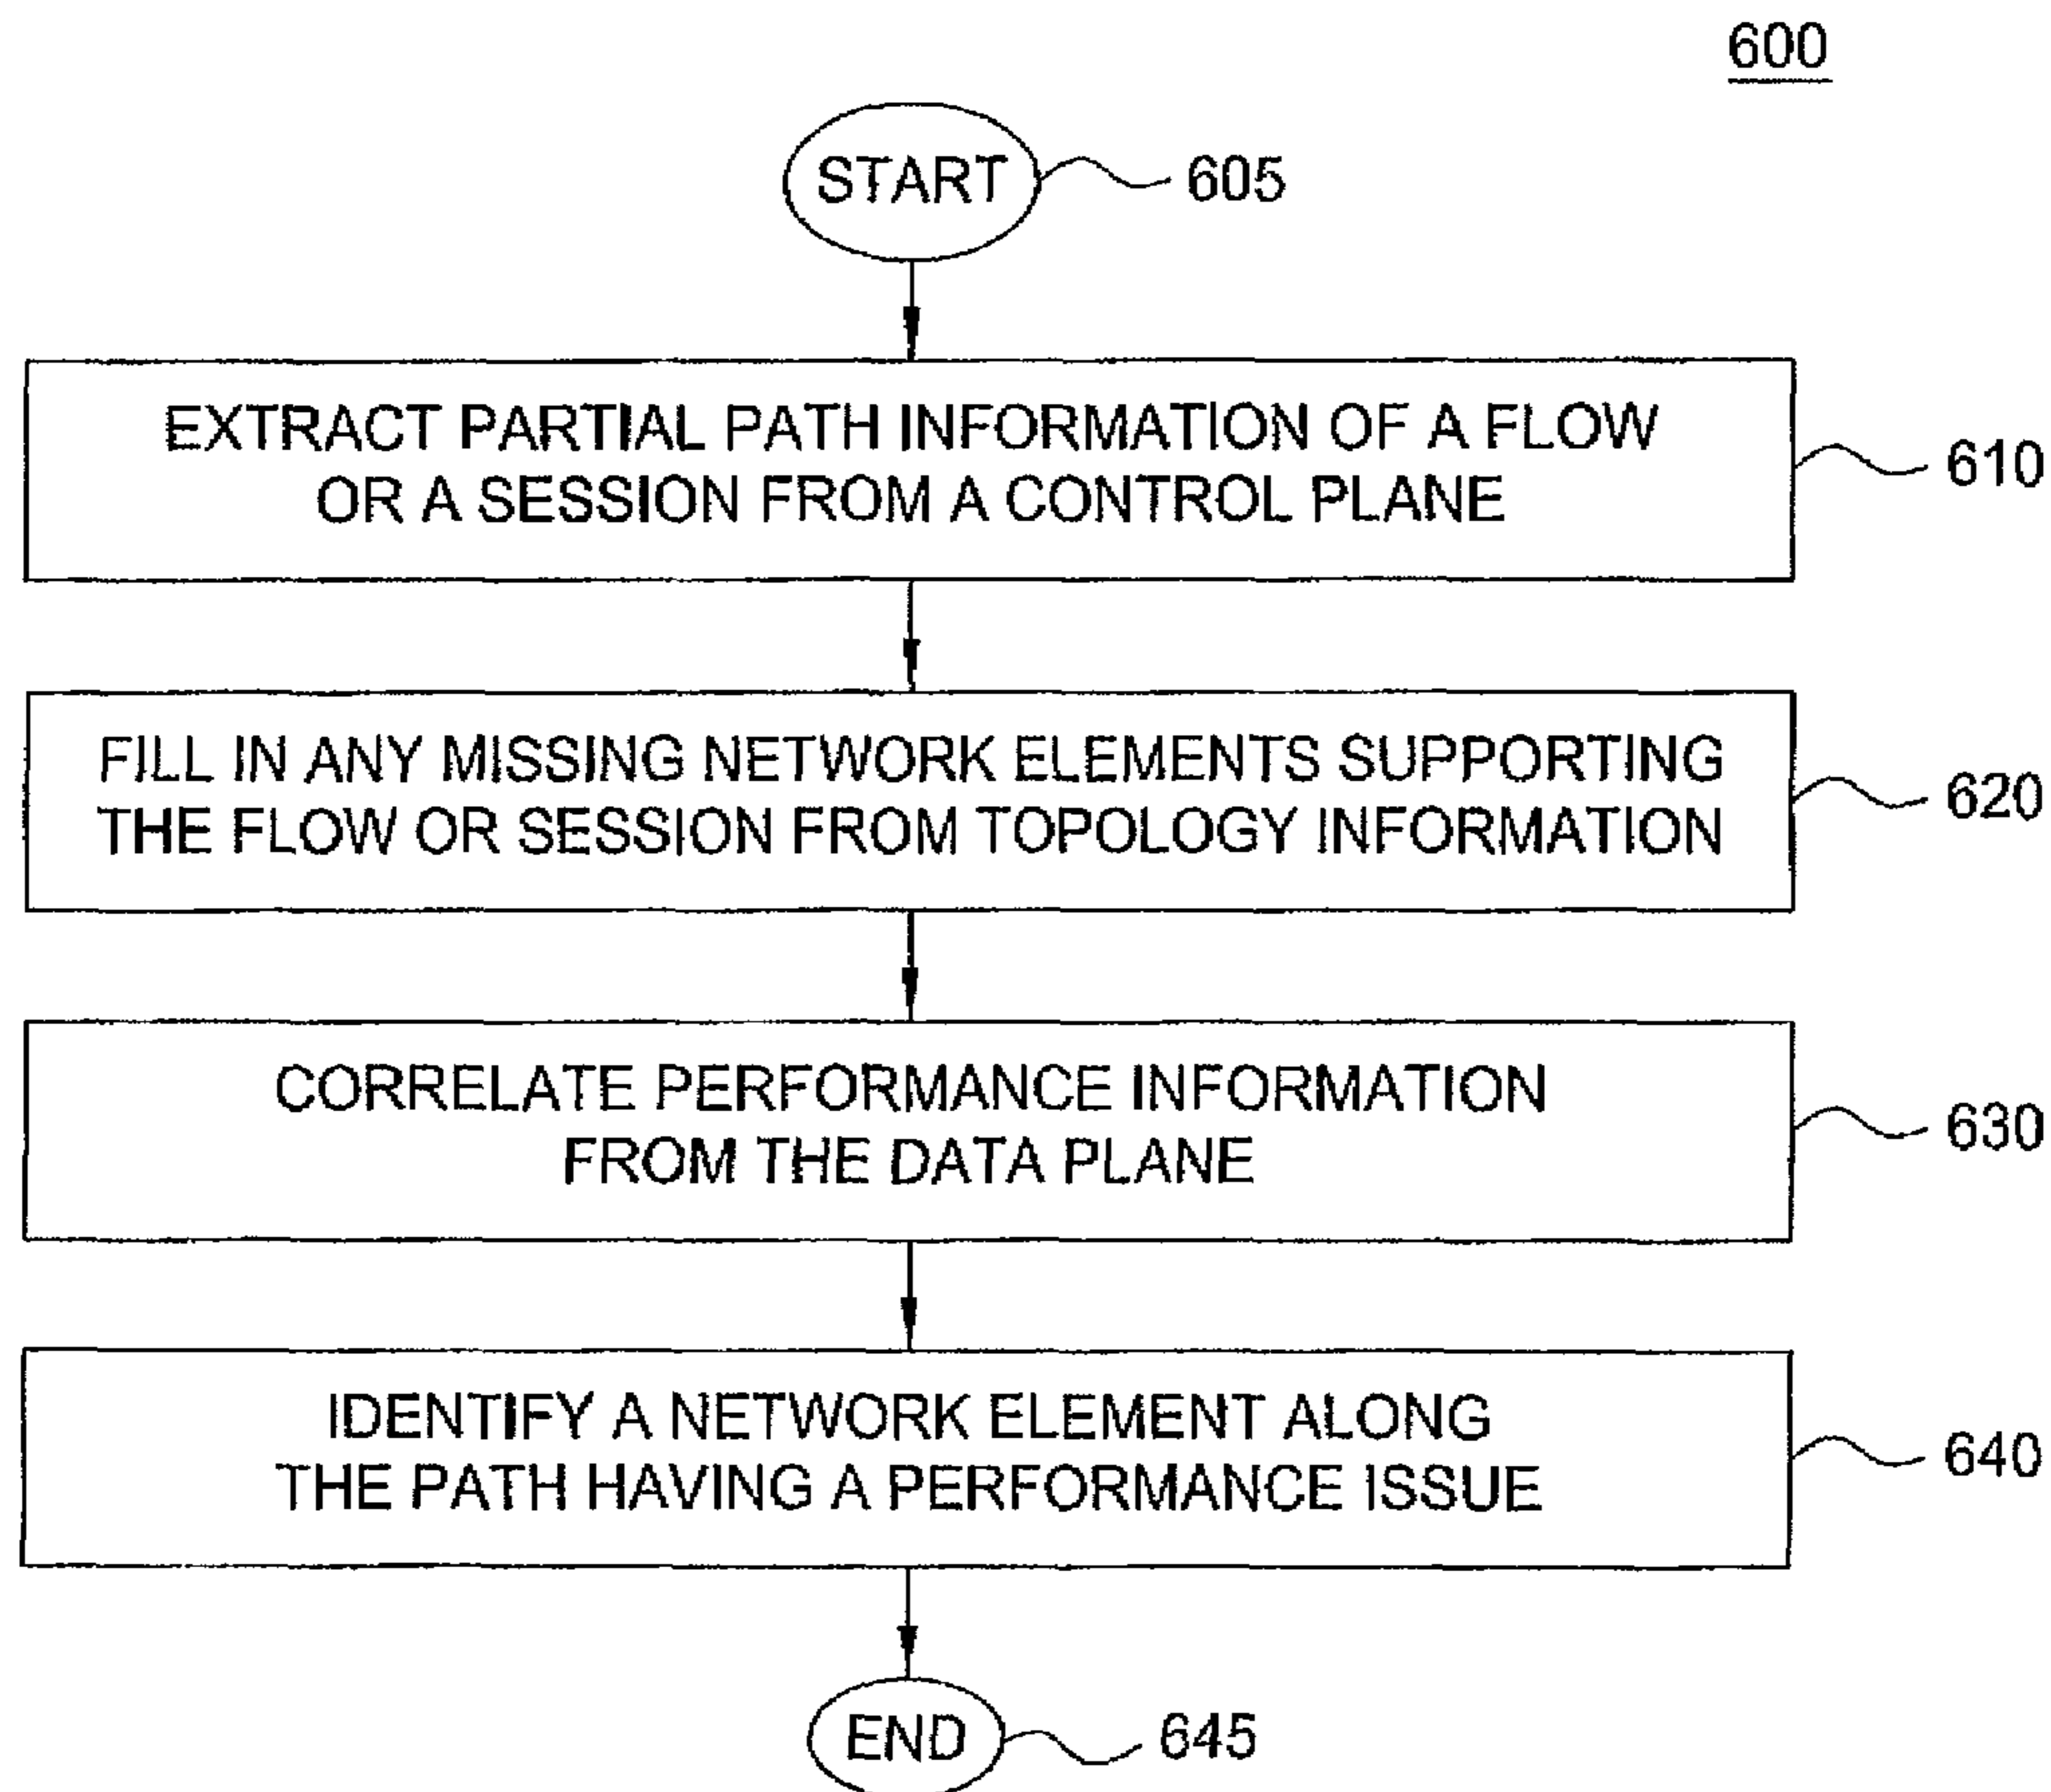 600
START
605
EXTRACT PARTIAL PATH INFORMATION OF A FLOW
OR A SESSION FROM A CONTROL PLANE
610
FILL IN ANY MISSING NETWORK ELEMENTS SUPPORTING
THE FLOW OR SESSION FROM TOPOLOGY INFORMATION
620
CORRELATE PERFORMANCE INFORMATION
FROM THE DATA PLANE
630
IDENTIFY A NETWORK ELEMENT ALONG
THE PATH HAVING A PERFORMANCE ISSUE
640
END
645